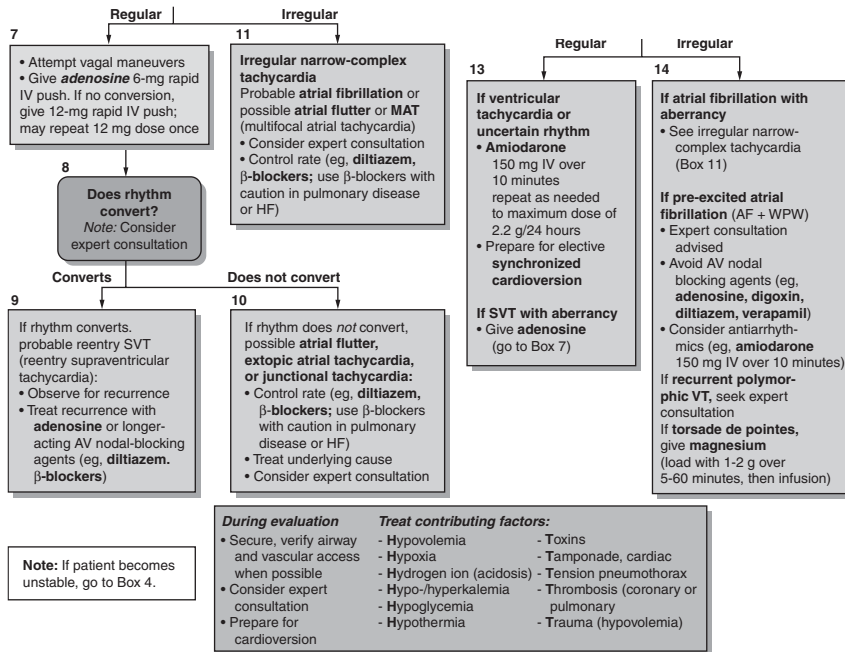 Regular
Irregular
7
• Attempt vagal maneuvers
• Give adenosine 6-mg rapid
IV push. If no conversion,
give 12-mg rapid IV push;
may repeat 12 mg dose once
11
Irregular narrow-complex
tachycardia
Probable atrial fibrillation or
possible atrial flutter or MAT
(multifocal atrial tachycardia)
• Consider expert consultation
• Control rate (eg, diltiazem,
β-blockers; use β-blockers with
caution in pulmonary disease
or HF)
8
Does rhythm
convert?
Note: Consider
expert consultation
Converts
Does not convert
9
If rhythm converts.
probable reentry SVT
(reentry supraventricular
tachycardia):
• Observe for recurrence
• Treat recurrence with
adenosine or longer-
acting AV nodal-blocking
agents (eg, diltiazem.
β-blockers)
10
If rhythm does not convert,
possible atrial flutter,
extopic atrial tachycardia,
or junctional tachycardia:
• Control rate (eg, diltiazem,
β-blockers; use β-blockers
with caution in pulmonary
disease or HF)
• Treat underlying cause
• Consider expert consultation
Regular
Irregular
13
If ventricular
tachycardia or
uncertain rhythm
• Amiodarone
150 mg IV over
10 minutes
repeat as needed
to maximum dose of
2.2 g/24 hours
• Prepare for elective
synchronized
cardioversion
If SVT with aberrancy
• Give adenosine
(go to Box 7)
14
If atrial fibrillation with
aberrancy
• See irregular narrow-
complex tachycardia
(Box 11)
If pre-excited atrial
fibrillation (AF + WPW)
• Expert consultation
advised
• Avoid AV nodal
blocking agents (eg,
adenosine, digoxin,
diltiazem, verapamil)
• Consider antiarrhyth-
mics (eg, amiodarone
150 mg IV over 10 minutes)
If recurrent polymor-
phic VT, seek expert
consultation
If torsade de pointes,
give magnesium
(load with 1-2 g over
5-60 minutes, then infusion)
Note: If patient becomes
unstable, go to Box 4.
During evaluation
• Secure, verify airway
and vascular access
when possible
• Consider expert
consultation
• Prepare for
cardioversion
Treat contributing factors:
- Hypovolemia
- Hypoxia
- Hydrogen ion (acidosis)
- Hypo-/hyperkalemia
- Hypoglycemia
- Hypothermia
- Toxins
- Tamponade, cardiac
- Tension pneumothorax
- Thrombosis (coronary or
pulmonary
- Trauma (hypovolemia)